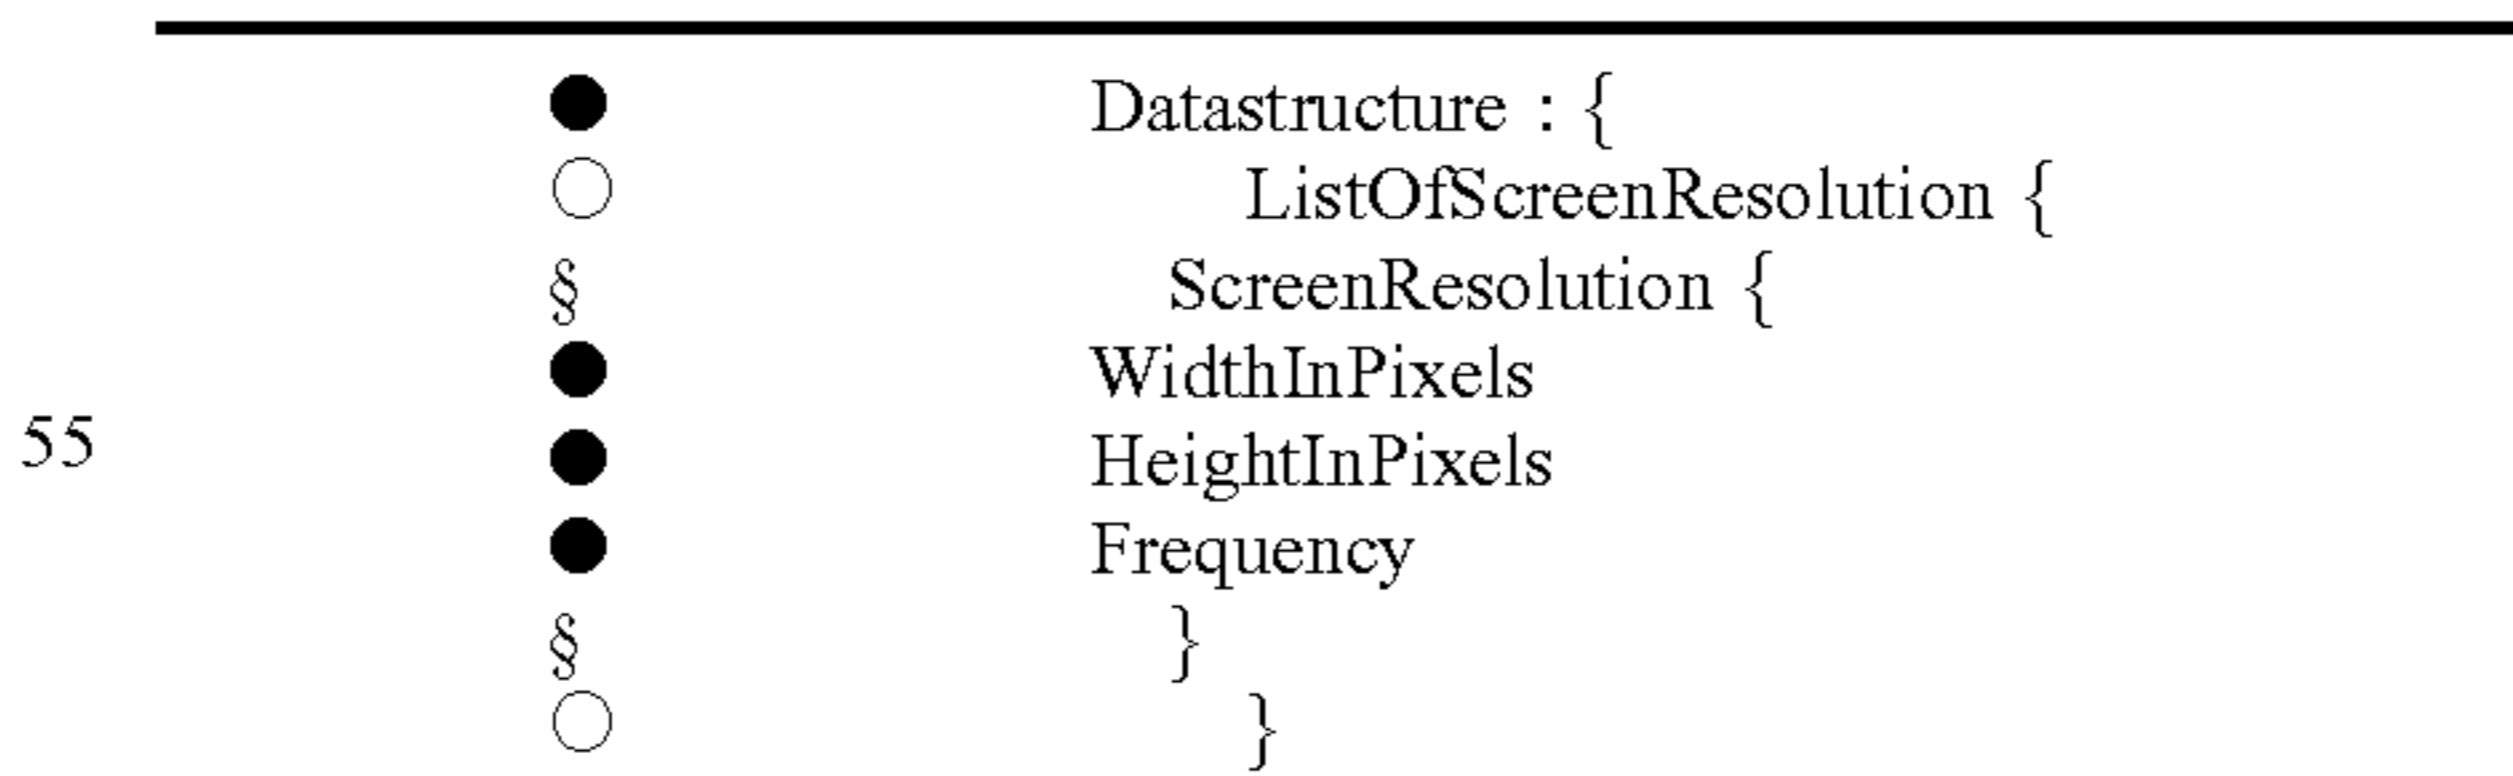 ● Datastructure : {
○ ListOfScreenResolution {
§ ScreenResolution {
● WidthInPixels
55
● HeightInPixels
● Frequency
§ }
○ }